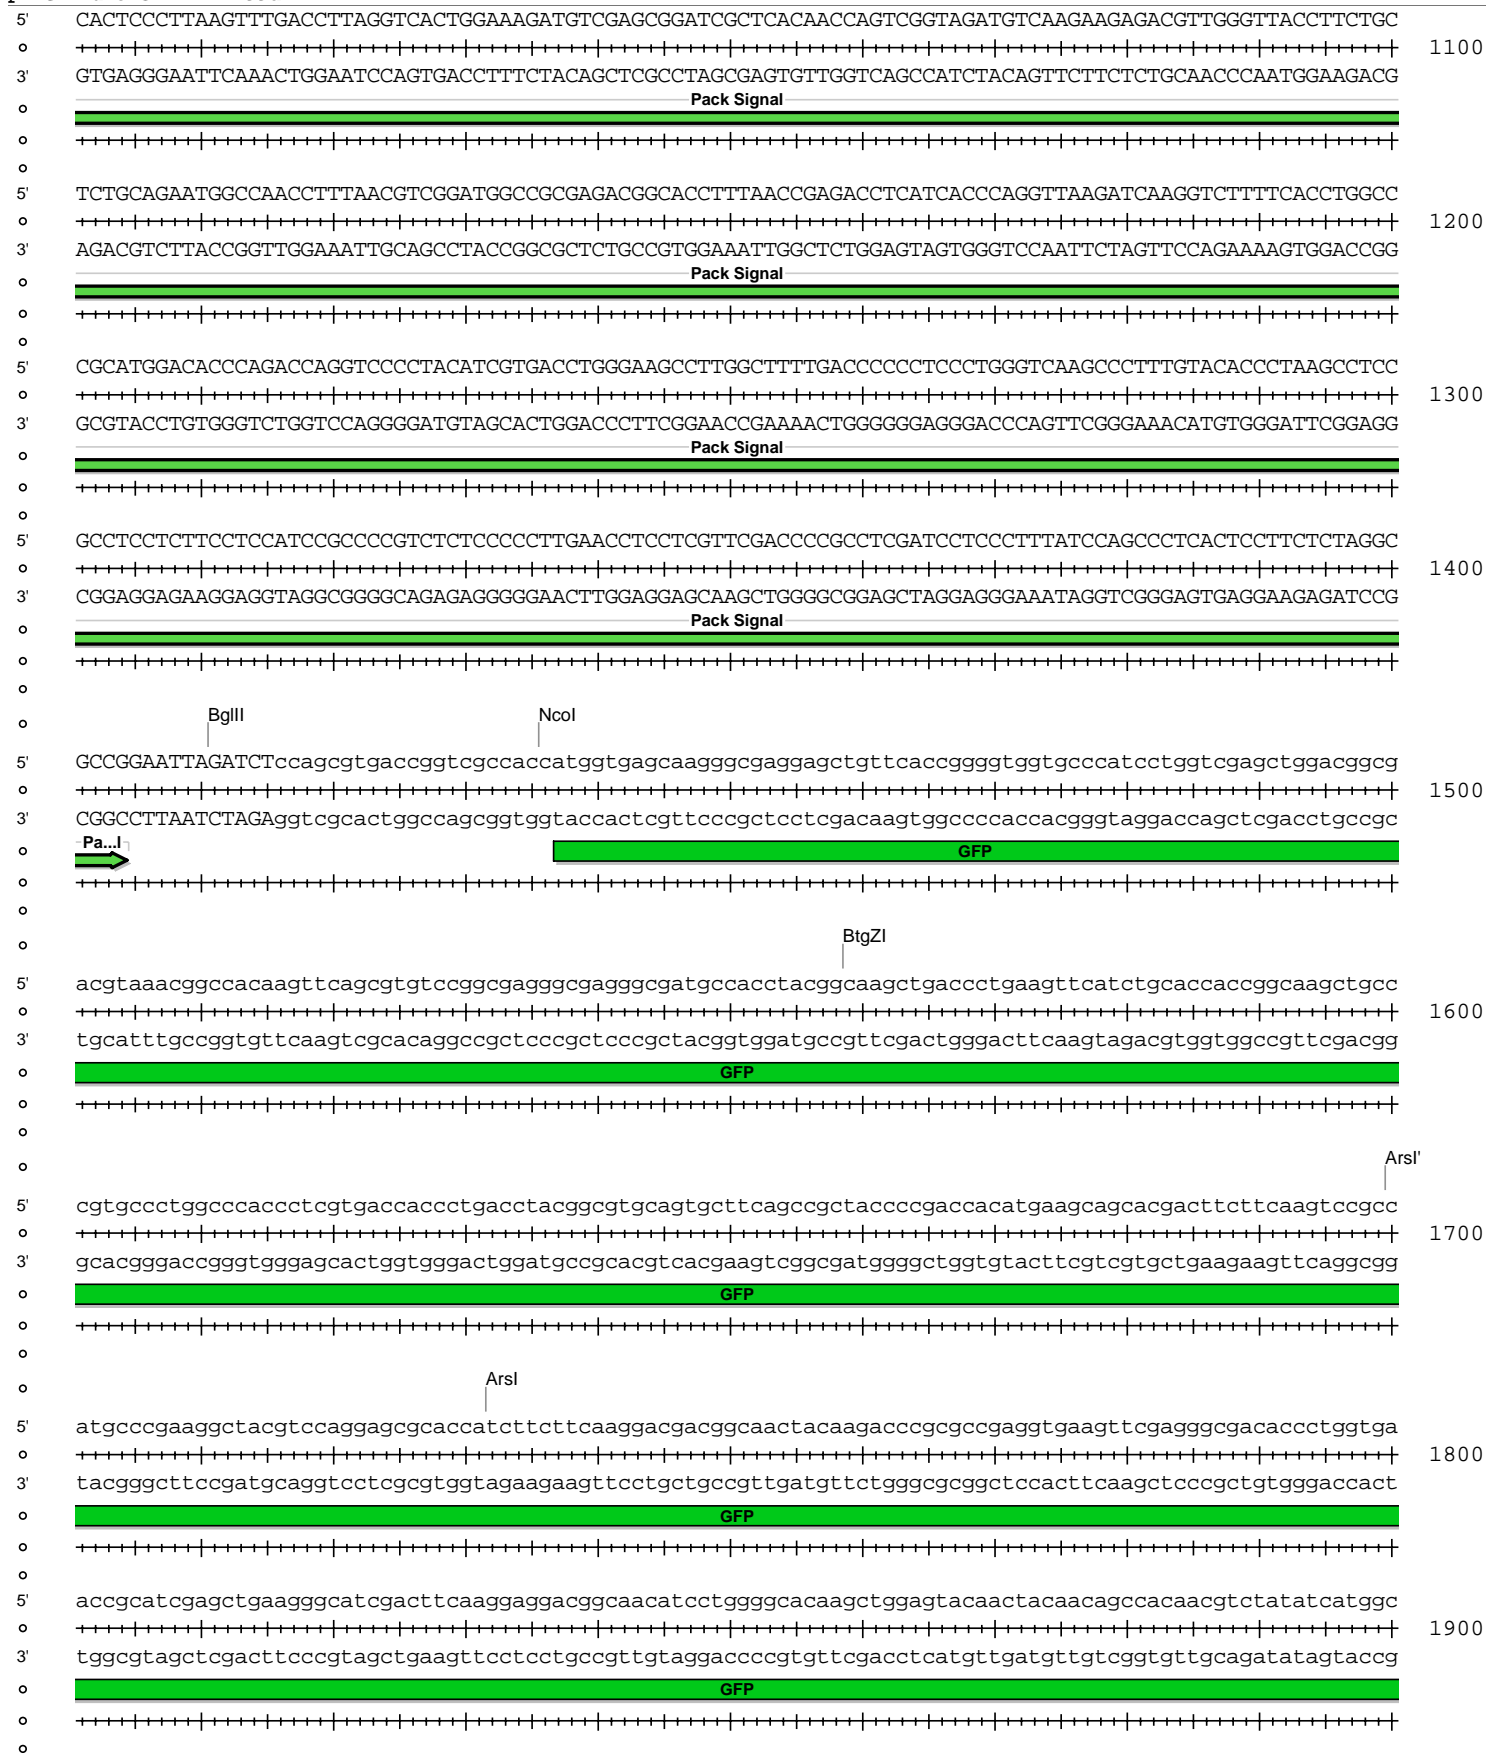 5' CACTCCCTTAAGTTTGACCTTAGGTCACTGGAAAGATGTCGAGCGGATCGCTCACAACCAGTCGGTAGATGTCAAGAAGAGACGTTGGGTTACCTTCTGC
1100
3' GTGAGGGAATTCAAACTGGAATCCAGTGACCTTTCTACAGCTCGCCTAGCGAGTGTTGGTCAGCCATCTACAGTTCTTCTCTGCAACCCAATGGAAGACG
Pack Signal
5' TCTGCAGAATGGCCAACCTTTAACGTCGGATGGCCGCGAGACGGCACCTTTAACCGAGACCTCATCACCCAGGTTAAGATCAAGGTCTTTTCACCTGGCC
1200
3' AGACGTCTTACCGGTTGGAAATTGCAGCCTACCGGCGCTCTGCCGTGGAAATTGGCTCTGGAGTAGTGGGTCCAATTCTAGTTCCAGAAAAGTGGACCGG
Pack Signal
5' CGCATGGACACCCAGACCAGGTCCCCTACATCGTGACCTGGGAAGCCTTGGCTTTTGACCCCCCTCCCTGGGTCAAGCCCTTTGTACACCCTAAGCCTCC
1300
3' GCGTACCTGTGGGTCTGGTCCAGGGGATGTAGCACTGGACCCTTCGGAACCGAAAACTGGGGGGAGGGACCCAGTTCGGGAAACATGTGGGATTCGGAGG
Pack Signal
5' GCCTCCTCTTCCTCCATCCGCCCCGTCTCTCCCCCTTGAACCTCCTCGTTCGACCCCGCCTCGATCCTCCCTTTATCCAGCCCTCACTCCTTCTCTAGGC
1400
3' CGGAGGAGAAGGAGGTAGGCGGGGCAGAGAGGGGGAACTTGGAGGAGCAAGCTGGGGCGGAGCTAGGAGGGAAATAGGTCGGGAGTGAGGAAGAGATCCG
Pack Signal
BglII NcoI
5' GCCGGAATTAGATCTccagcgtgaccggtcgccaccatggtgagcaagggcgaggagctgttcaccggggtggtgcccatcctggtcgagctggacggcg
1500
3' CGGCCTTAATCTAGAggtcgcactggccagcggtggtaccactcgttcccgctcctcgacaagtggccccaccacgggtaggaccagctcgacctgccgc
Pa...l GFP
BtgZI
5' acgtaaacggccacaagttcagcgtgtccggcgagggcgagggcgatgccacctacggcaagctgaccctgaagttcatctgcaccaccggcaagctgcc
1600
3' tgcatttgccggtgttcaagtcgcacaggccgctcccgctcccgctacggtggatgccgttcgactgggacttcaagtagacgtggtggccgttcgacgg
GFP
ArsI'
5' cgtgccctggcccaccctcgtgaccaccctgacctacggcgtgcagtgcttcagccgctaccccgaccacatgaagcagcacgacttcttcaagtccgcc
1700
3' gcacgggaccgggtgggagcactggtgggactggatgccgcacgtcacgaagtcggcgatggggctggtgtacttcgtcgtgctgaagaagttcaggcgg
GFP
ArsI
5' atgcccgaaggctacgtccaggagcgcaccatcttcttcaaggacgacggcaactacaagacccgcgccgaggtgaagttcgagggcgacaccctggtga
1800
3' tacgggcttccgatgcaggtcctcgcgtggtagaagaagttcctgctgccgttgatgttctgggcgcggctccacttcaagctcccgctgtgggaccact
GFP
5' accgcatcgagctgaagggcatcgacttcaaggaggacggcaacatcctggggcacaagctggagtacaactacaacagccacaacgtctatatcatggc
1900
3' tggcgtagctcgacttcccgtagctgaagttcctcctgccgttgtaggaccccgtgttcgacctcatgttgatgttgtcggtgttgcagatatagtaccg
GFP